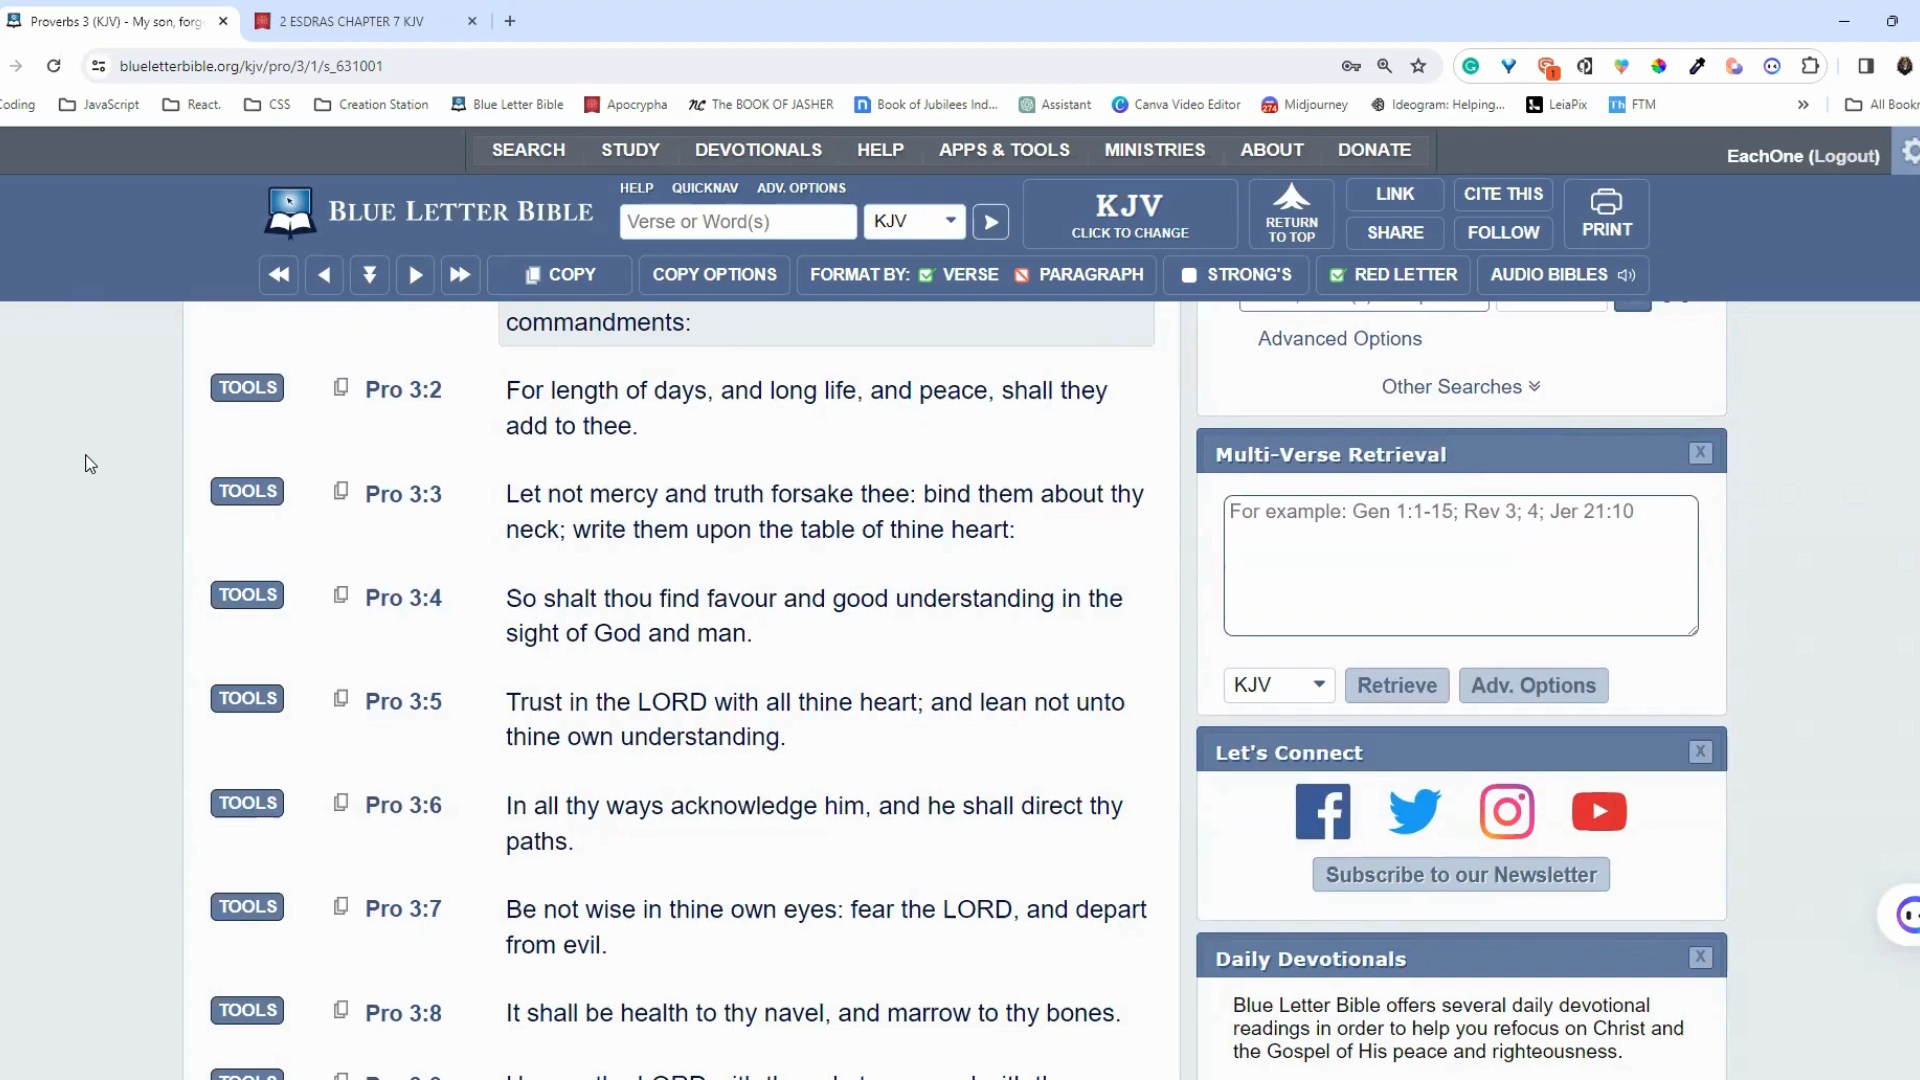 Proverbs 3 (KJV) - My son, forg
2 ESDRAS CHAPTER 7 KJV
blueletterbible.org/kjv/pro/3/1/s_631001
1
Coding
JavaScript
React.
CSS
Creation Station
Blue Letter Bible
Apocrypha
The BOOK OF JASHER
Book of Jubilees Ind...
Assistant
Canva Video Editor
274
Midjourney
Ideogram: Helping...
LeiaPix
Th
FTM
All Bookr
SEARCH
STUDY
DEVOTIONALS
HELP
APPS & TOOLS
MINISTRIES
ABOUT
DONATE
EachOne (Logout)
BLUE LETTER BIBLE
HELP
QUICKNAV
ADV. OPTIONS
Verse or Word(s)
KJV
KJV
CLICK TO CHANGE
RETURN
TO TOP
LINK
CITE THIS
SHARE
FOLLOW
PRINT
COPY
COPY OPTIONS
FORMAT BY:
VERSE
PARAGRAPH
STRONG'S
RED LETTER
AUDIO BIBLES
commandments:
TOOLS
Pro 3:2
For length of days, and long life, and peace, shall they
add to thee.
TOOLS
Pro 3:3
Let not mercy and truth forsake thee: bind them about thy
neck; write them upon the table of thine heart:
TOOLS
Pro 3:4
So shalt thou find favour and good understanding in the
sight of God and man.
TOOLS
Pro 3:5
Trust in the LORD with all thine heart; and lean not unto
thine own understanding.
TOOLS
Pro 3:6
In all thy ways acknowledge him, and he shall direct thy
paths.
TOOLS
Pro 3:7
Be not wise in thine own eyes: fear the LORD, and depart
from evil.
TOOLS
Pro 3:8
It shall be health to thy navel, and marrow to thy bones.
Advanced Options
Other Searches
Multi-Verse Retrieval
X
For example: Gen 1:1-15; Rev 3; 4; Jer 21:10
KJV
Retrieve
Adv. Options
Let's Connect
X
Subscribe to our Newsletter
Daily Devotionals
X
Blue Letter Bible offers several daily devotional
readings in order to help you refocus on Christ and
the Gospel of His peace and righteousness.